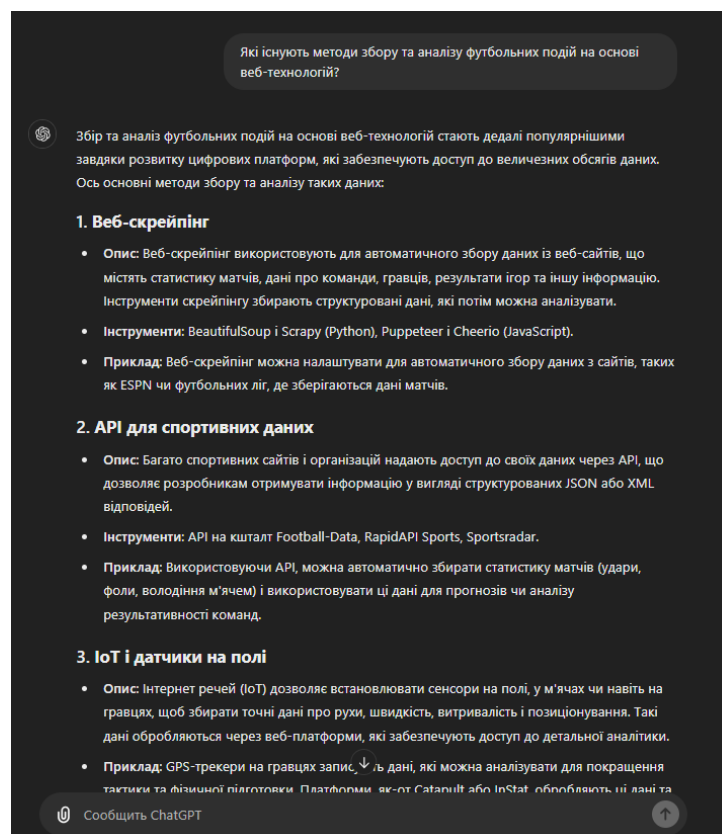 Які існують методи збору та аналізу футбольних подій на основі
веб-технологій?
Збір та аналіз футбольних подій на основі веб-технологій стають дедалі популярнішими
завдяки розвитку цифрових платформ, які забезпечують доступ до величезних обсягів даних.
Ось основні методи збору та аналізу таких даних:
1. Веб-скрейпінг
• Опис: Веб-скрейпінг використовують для автоматичного збору даних із веб-сайтів, що
містять статистику матчів, дані про команди, гравців, результати ігор та іншу інформацію.
Інструменти скрейпінгу збирають структуровані дані, які потім можна аналізувати.
• Інструменти: BeautifulSoup і Scrapy (Python), Puppeteer і Cheerio (JavaScript).
• Приклад: Веб-скрейпінг можна налаштувати для автоматичного збору даних з сайтів, таких
як ESPN чи футбольних ліг, де зберігаються дані матчів.
2. API для спортивних даних
• Опис: Багато спортивних сайтів і організацій надають доступ до своїх даних через API, що
дозволяє розробникам отримувати інформацію у вигляді структурованих JSON або XML
відповідей.
• Інструменти: API на кшталт Football-Data, RapidAPI Sports, Sportsradar.
• Приклад: Використовуючи API, можна автоматично збирати статистику матчів (удари,
фоли, володіння м'ячем) і використовувати ці дані для прогнозів чи аналізу
результативності команд.
3. IoT і датчики на полі
• Опис: Інтернет речей (IoT) дозволяє встановлювати сенсори на полі, у м'ячах чи навіть на
гравцях, щоб збирати точні дані про рухи, швидкість, витривалість і позиціонування. Такі
дані обробляються через веб-платформи, які забезпечують доступ до детальної аналітики.
• Приклад: GPS-трекери на гравцях дані, які можна аналізувати для покращення
тактики та фізичної підготовки. Платформи, як-от Catapult або InStat, обробляють ці дані та
Сообщить ChatGPT